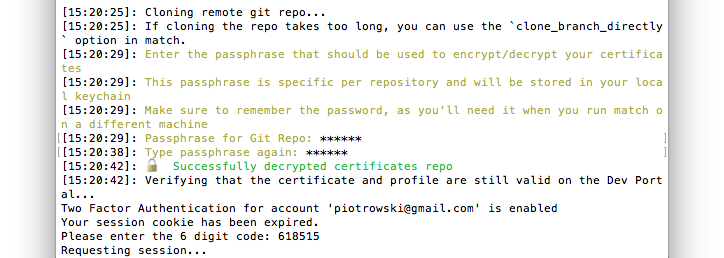 [15:20:25]: Cloning remote git repo...
[15:20:25]: If cloning the repo takes too long, you can use the `clone_branch_directly
` option in match.
[15:20:29]: Enter the passphrase that should be used to encrypt/decrypt your certifica
tes
[15:20:29]: This passphrase is specific per repository and will be stored in your loca
l keychain
[15:20:29]: Make sure to remember the password, as you'll need it when you run match o
n a different machine
[[15:20:29]: Passphrase for Git Repo: ****** ]
[[15:20:38]: Type passphrase again: ****** ]
[15:20:42]: 🔓 Successfully decrypted certificates repo
[15:20:42]: Verifying that the certificate and profile are still valid on the Dev Port
al...
Two Factor Authentication for account 'piotrowski@gmail.com' is enabled
Your session cookie has been expired.
Please enter the 6 digit code: 618515
Requesting session...